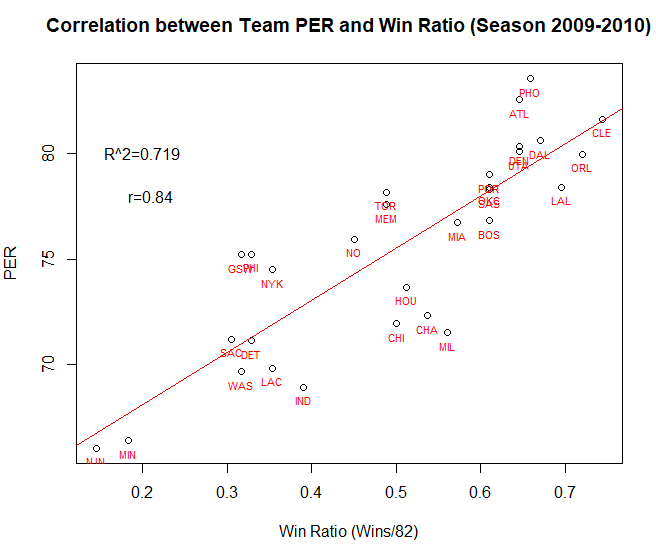 Correlation between Team PER and Win Ratio (Season 2009-2010)
PHO
ATL
CLE
R^2=0.719
DAL
DEN
UTA
ORL
r=0.84
POR
OKC
SAS
LAL
TOR
MEM
MIA
BOS
NO
GSW
PHI
NYK
HOU
CHI
CHA
MIL
SAC
DET
WAS
LAC
IND
MIN
NJN
80
75
70
PER
0.2 0.3 0.4 0.5 0.6 0.7
Win Ratio (Wins/82)